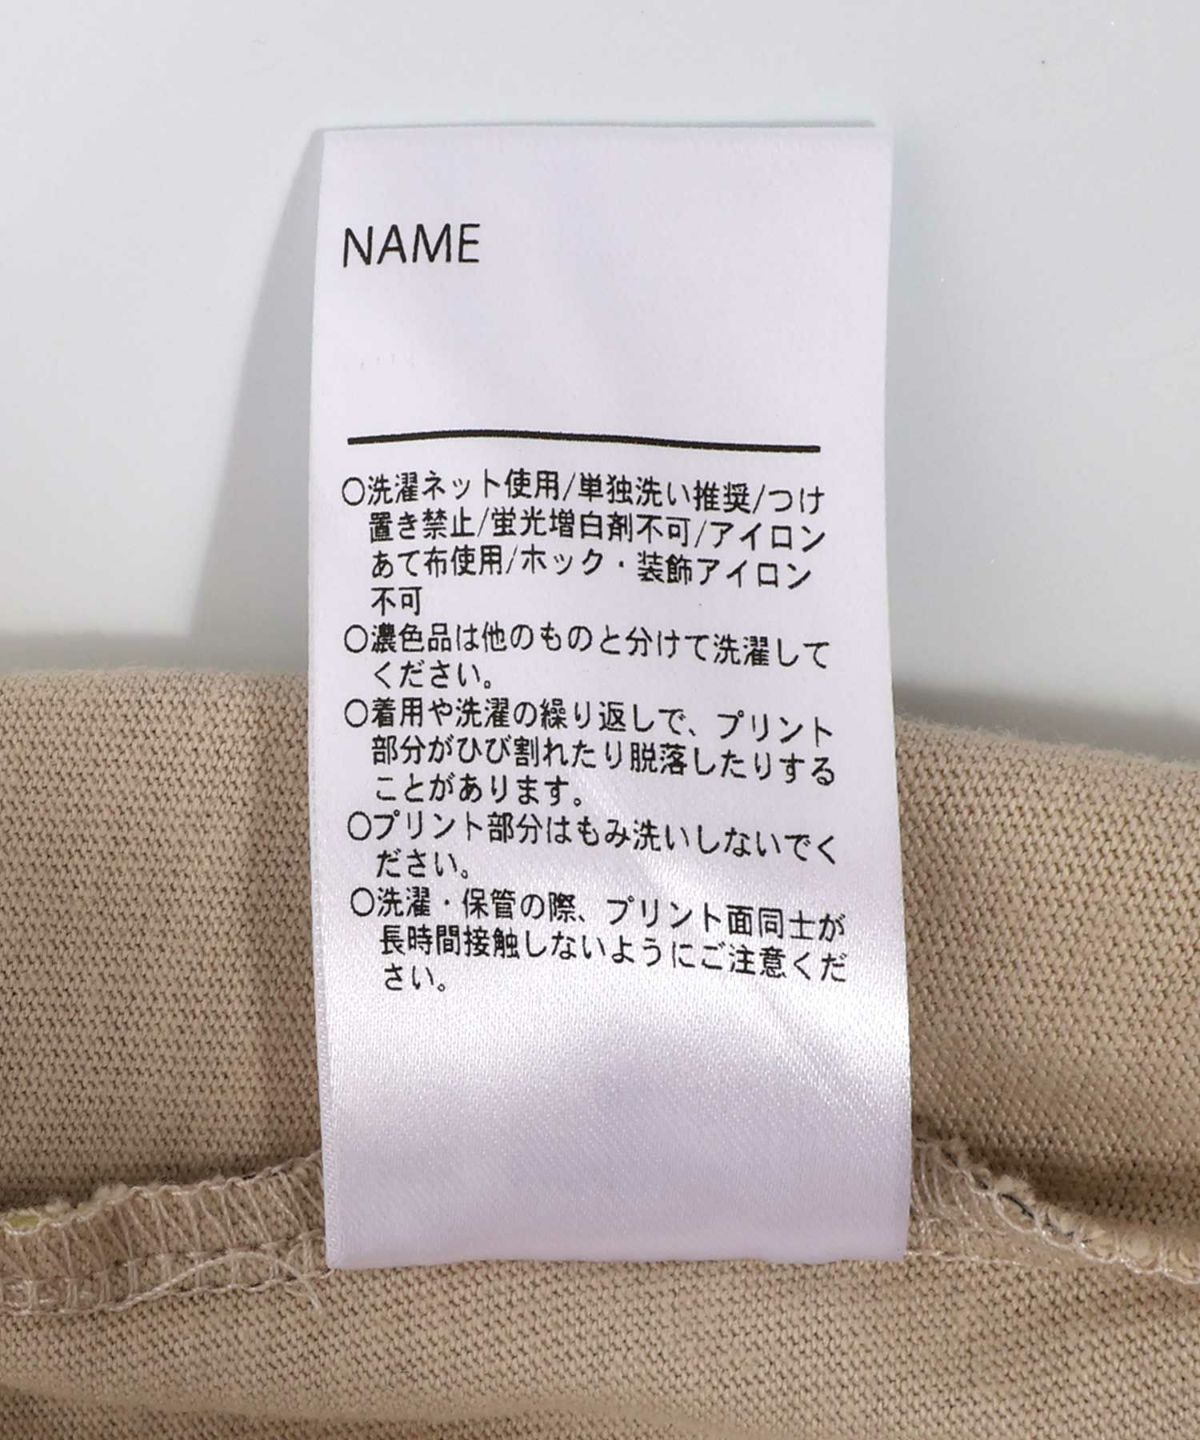 NAME
○洗濯ネット使用/単独洗い推奨/つけ
置き禁止/蛍光増白剤不可/アイロン
あて布使用/ホック・装飾アイロン
不可
○濃色品は他のものと分けて洗濯して
ください。
○着用や洗濯の繰り返しで、プリント
部分がひび割れたり脱落したりする
ことがあります。
○プリント部分はもみ洗いしないでく
ださい。
○洗濯・保管の際、プリント面同士が
長時間接触しないようにご注意くだ
さい。